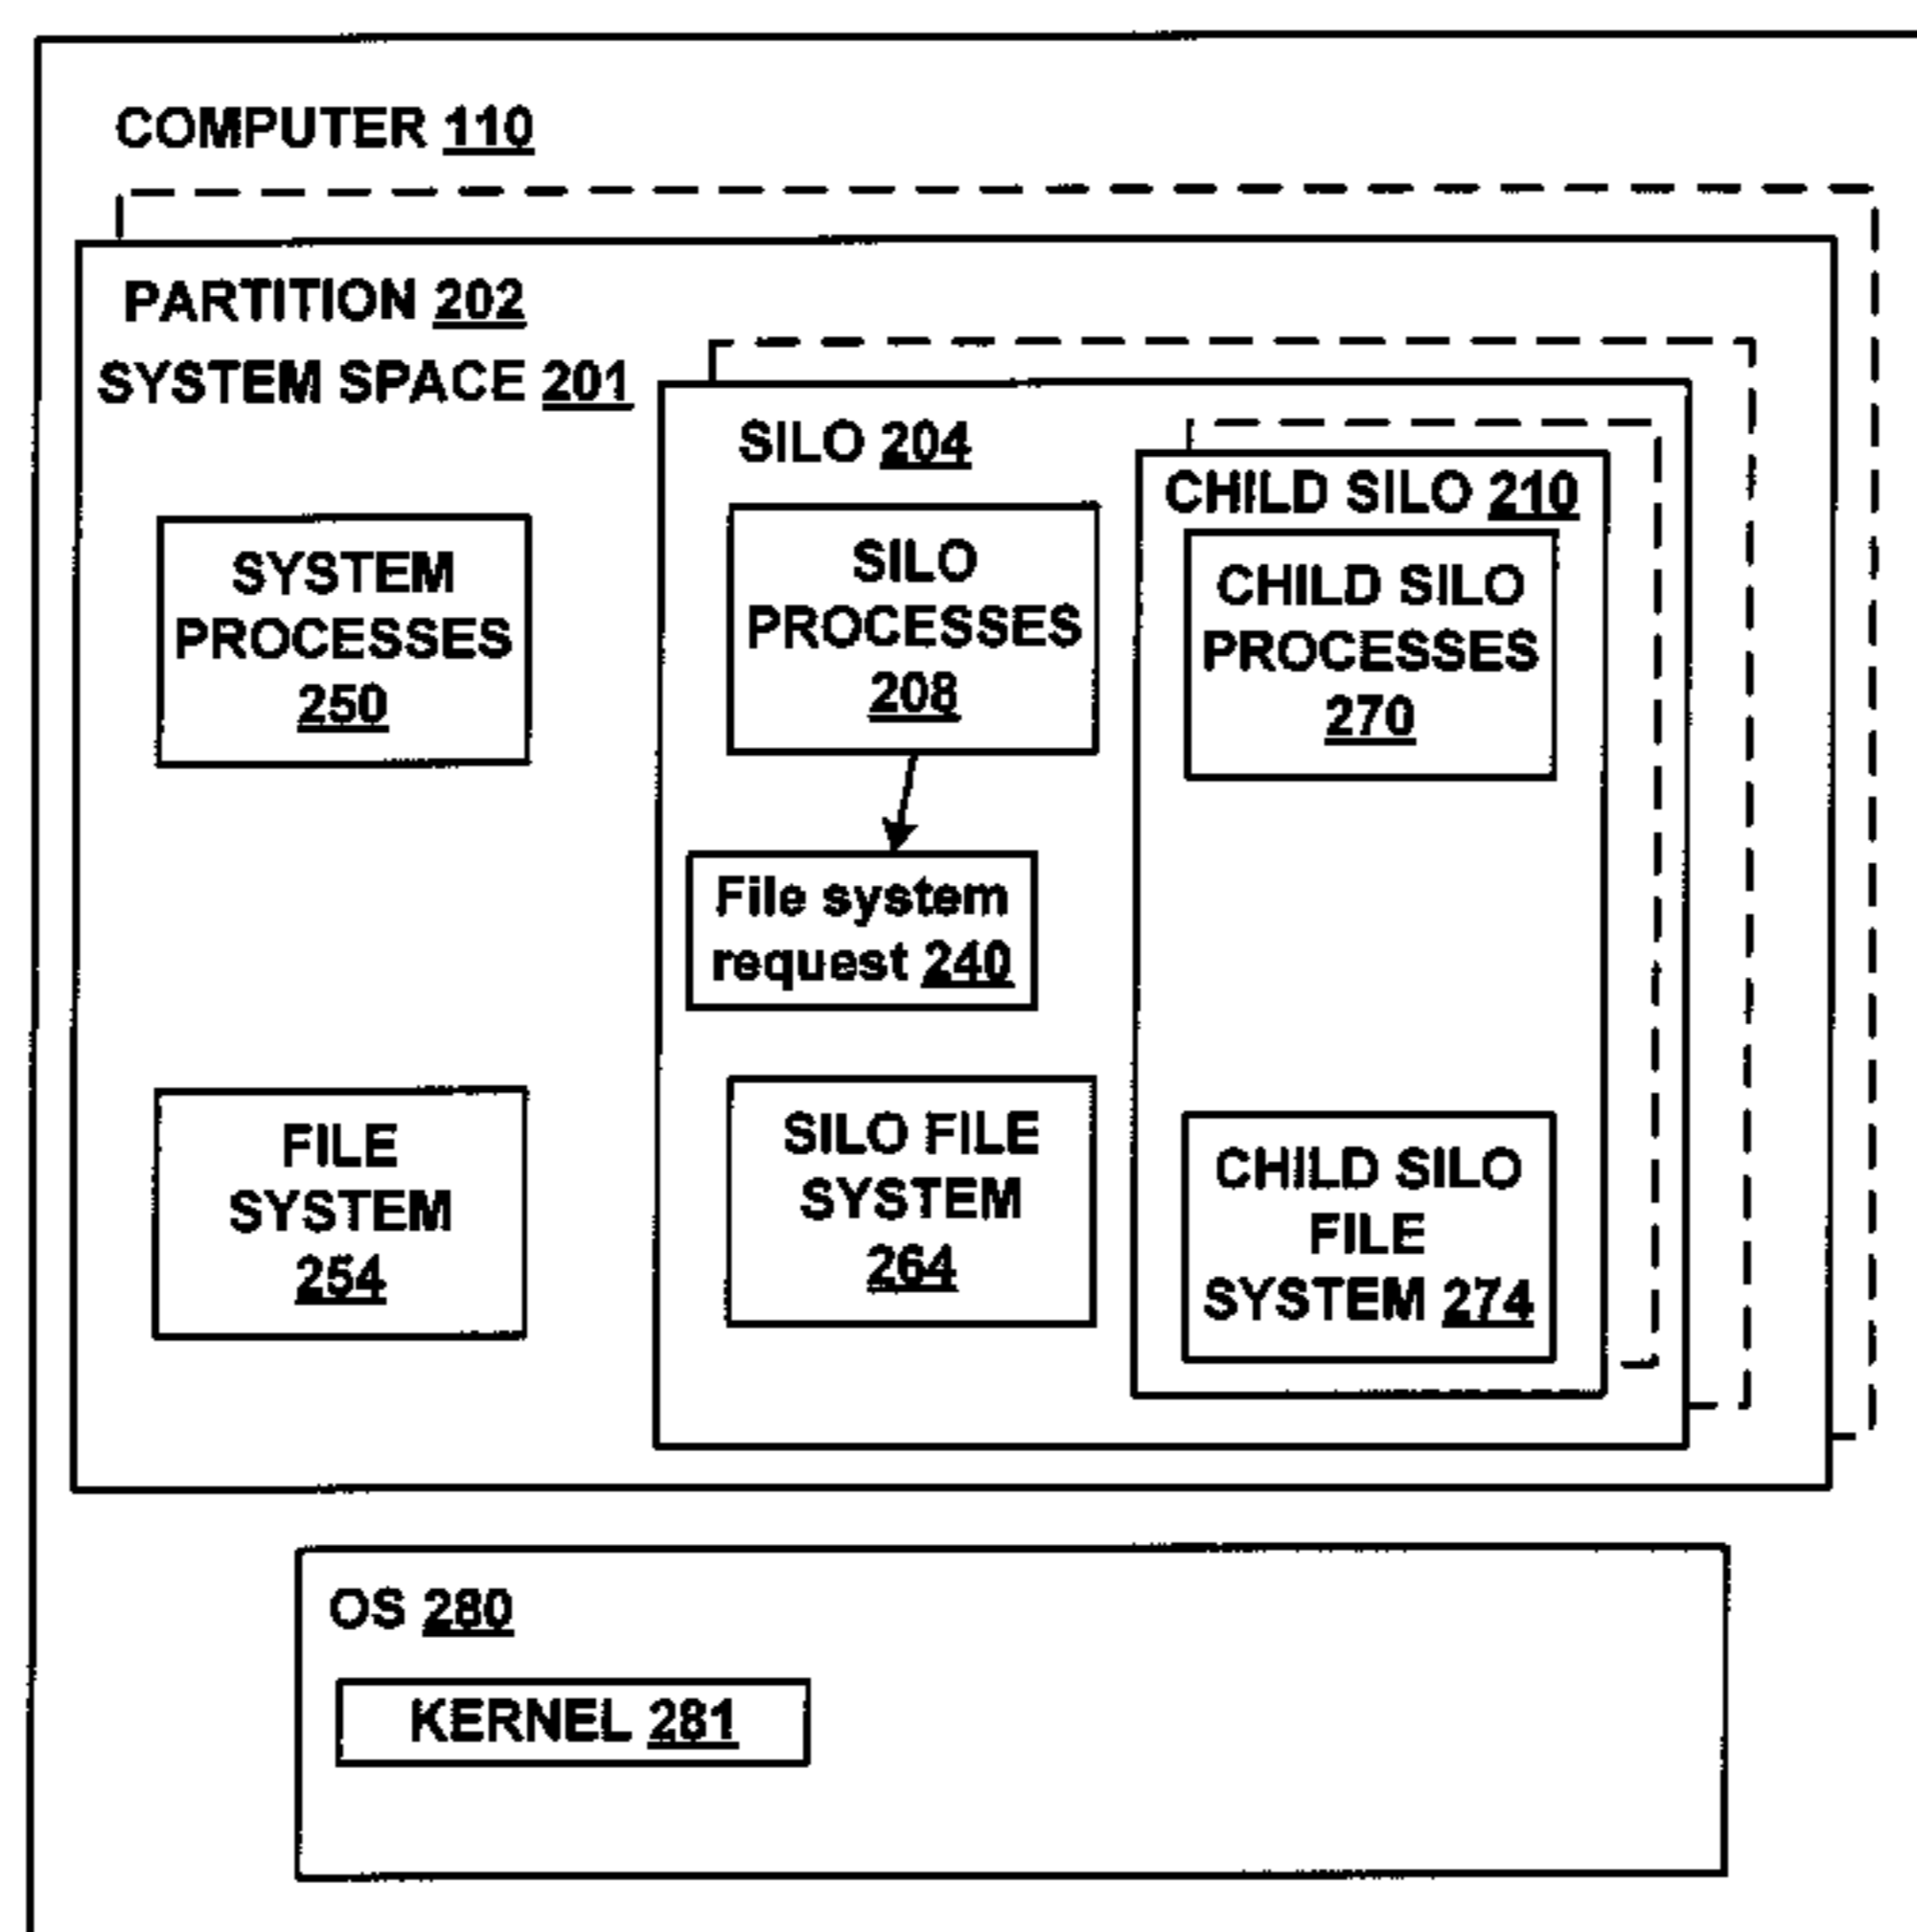 COMPUTER 110
PARTITION 202
SYSTEM SPACE 201
SILO 204
CHILD SILO 210
SYSTEM
PROCESSES
250
SILO
PROCESSES
208
CHILD SILO
PROCESSES
270
File system
request 240
FILE
SYSTEM
254
SILO FILE
SYSTEM
264
CHILD SILO
FILE
SYSTEM 274
OS 280
KERNEL 281